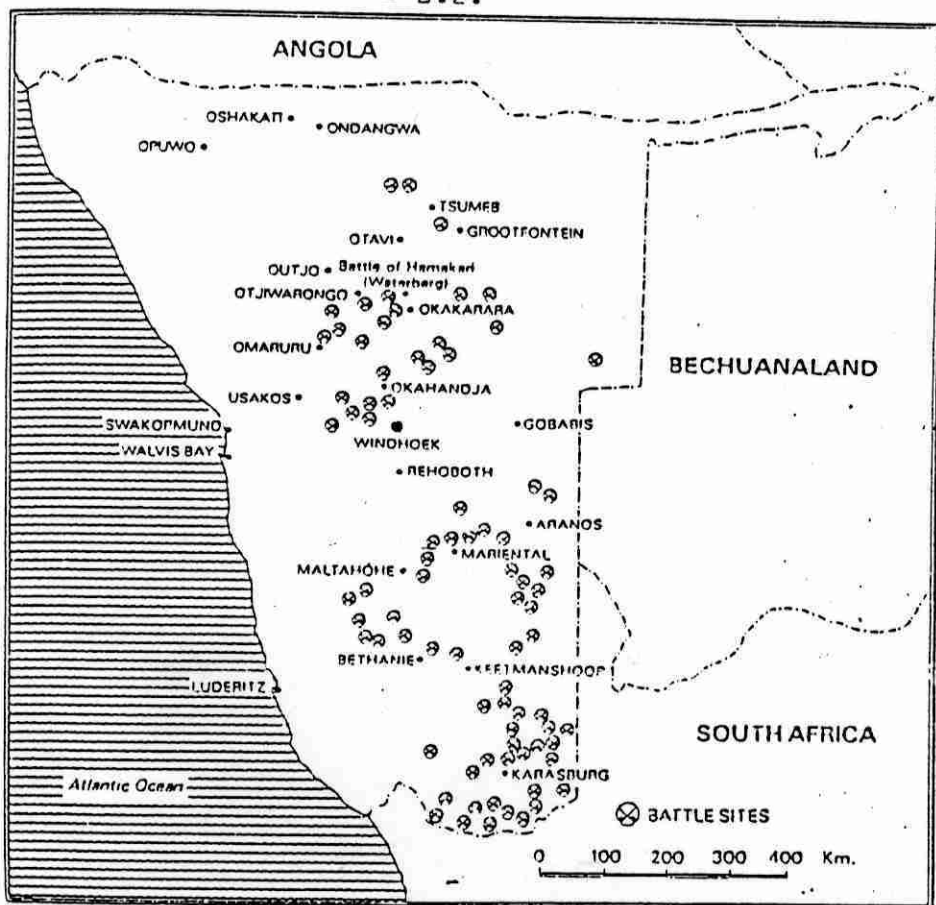 ANGOLA
OSHAKATI
ONDANGWA
OPUWO
TSUMEB
GROOTFONTEIN
OTAVI
OUTJO
Battle of Hamakari
(Waterberg)
OTJIWARONGO
OKAKARARA
OMARURU
BECHUANALAND
OKAHANDJA
USAKOS
SWAKOPMUND
GOBABIS
WINDHOEK
WALVIS BAY
REHOBOTH
ARANOS
MARIENTAL
MALTAHÖHE
BETHANIE
KEETMANSHOOP
LUDERITZ
SOUTH AFRICA
KARASBURG
Atlantic Ocean
BATTLE SITES
0 100 200 300 400 Km.